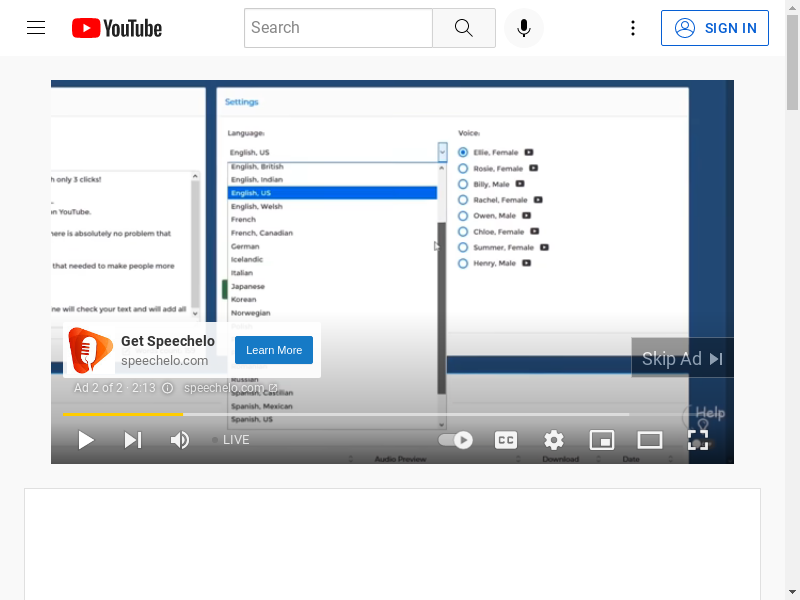 YouTube
Search
SIGN IN
Settings
Language:
Voice:
English, US
English, British
English, Indian
English, US
English, Welsh
French
French, Canadian
German
Icelandic
Italian
Japanese
Korean
Norwegian
Russian
Spanish, Castilian
Spanish, Mexican
Spanish, US
Ellie, Female
Rosie, Female
Billy, Male
Rachel, Female
Owen, Male
Chloe, Female
Summer, Female
Henry, Male
h only 3 clicks!
on YouTube.
here is absolutely no problem that
that needed to make people more
ne will check your text and will add all
Get Speechelo
speechelo.com
Learn More
Skip Ad
Ad 2 of 2 · 2:13
speechelo.com
Help
LIVE
CC
Audio Preview
Download
Date